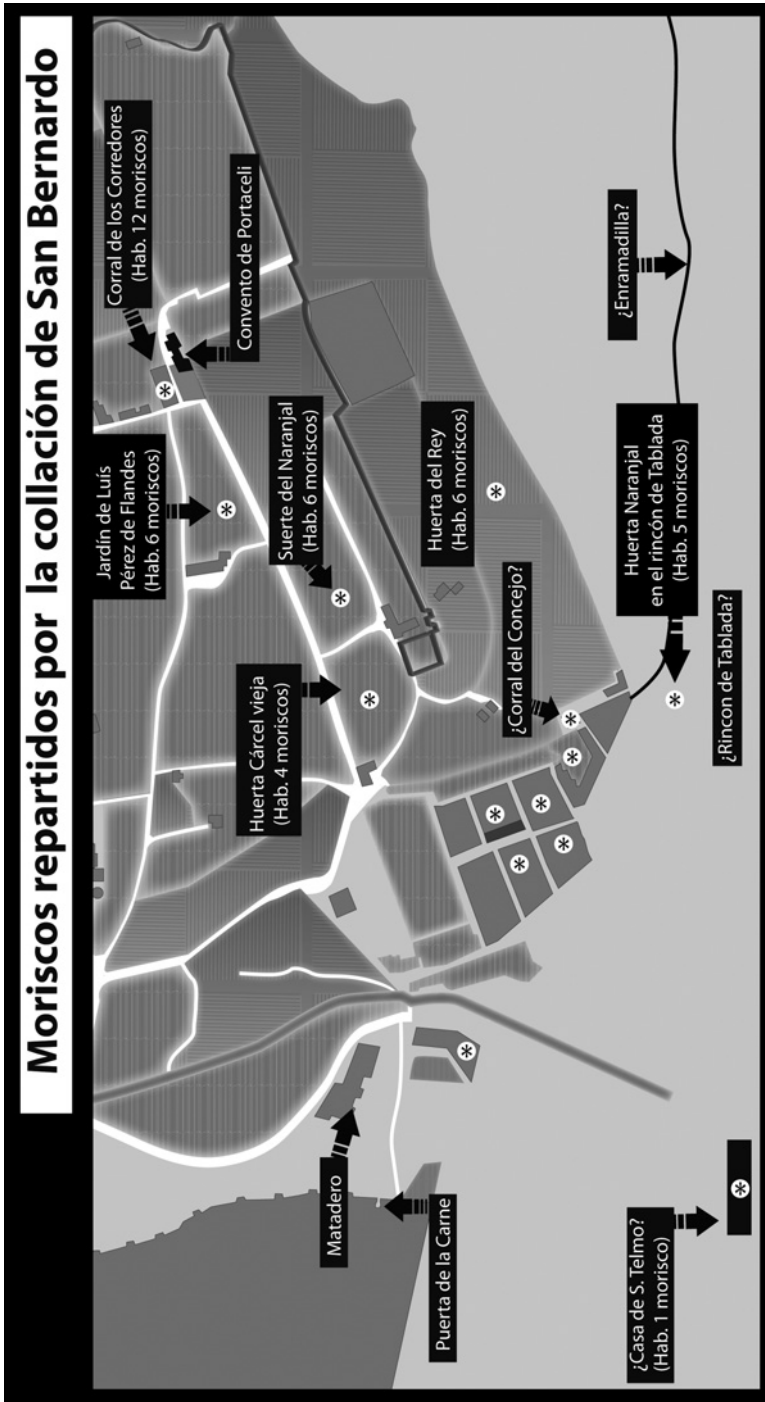 Moriscos repartidos por la collación de San Bernardo
Corral de los Corredores
(Hab. 12 moriscos)
Convento de Portaceli
Jardín de Luís
Pérez de Flandes
(Hab. 6 moriscos)
Suerte del Naranjal
(Hab. 6 moriscos)
Huerta del Rey
(Hab. 6 moriscos)
¿Enramadilla?
Huerta Cárcel vieja
(Hab. 4 moriscos)
¿Corral del Concejo?
Huerta Naranjal
en el rincón de Tablada
(Hab. 5 moriscos)
¿Rincon de Tablada?
Matadero
Puerta de la Carne
¿Casa de S. Telmo?
(Hab. 1 morisco)